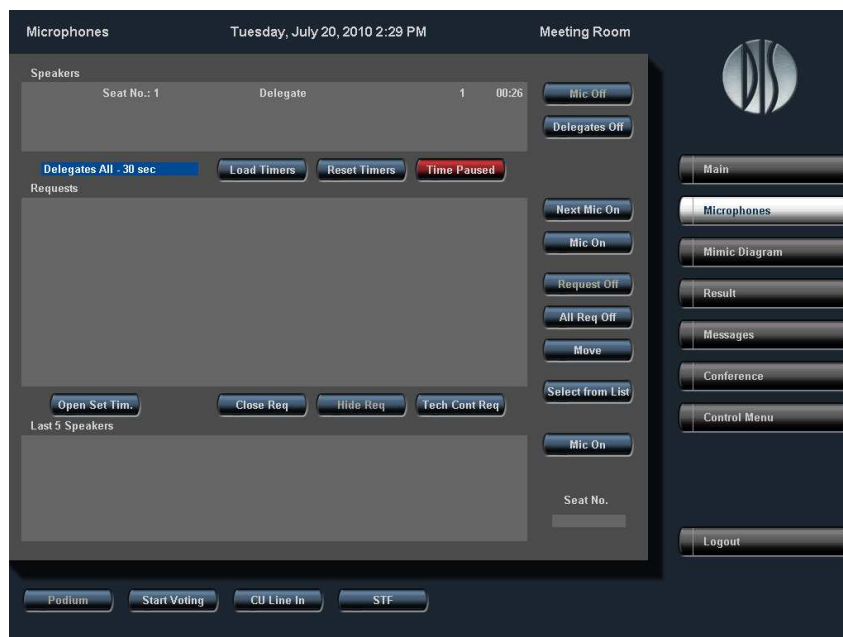 Microphones Tuesday, July 20, 2010 2:29 PM Meeting Room
DIS
Speakers
Seat No.: 1 Delegate 1 00:26
Mic Off
Delegates Off
Delegates All - 30 sec Load Timers Reset Timers Time Paused
Requests
Next Mic On
Mic On
Request Off
All Req Off
Move
Select from List
Open Set Tim. Close Req Hide Req Tech Cont Req
Last 5 Speakers
Mic On
Seat No.
Main
Microphones
Mimic Diagram
Result
Messages
Conference
Control Menu
Logout
Podium Start Voting CU Line In STF